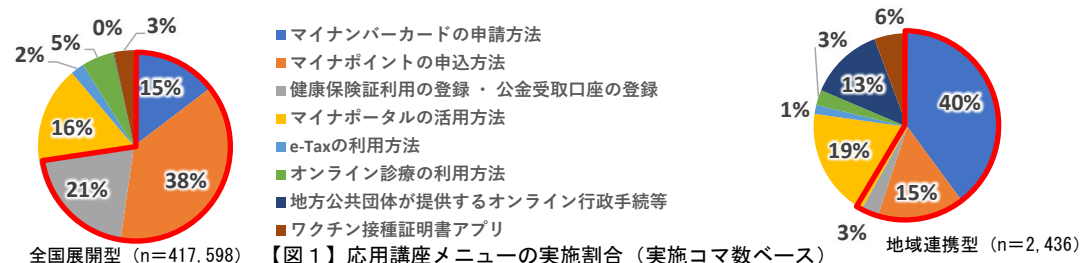 0%
3%
5%
2%
15%
16%
21%
38%
全国展開型（n=417,598）
マイナンバーカードの申請方法
マイナポイントの申込方法
健康保険証利用の登録 ・ 公金受取口座の登録
マイナポータルの活用方法
e-Taxの利用方法
オンライン診療の利用方法
地方公共団体が提供するオンライン行政手続等
ワクチン接種証明書アプリ
【図１】応用講座メニューの実施割合（実施コマ数ベース）
6%
3%
13%
40%
1%
19%
15%
3%
地域連携型（n=2,436）